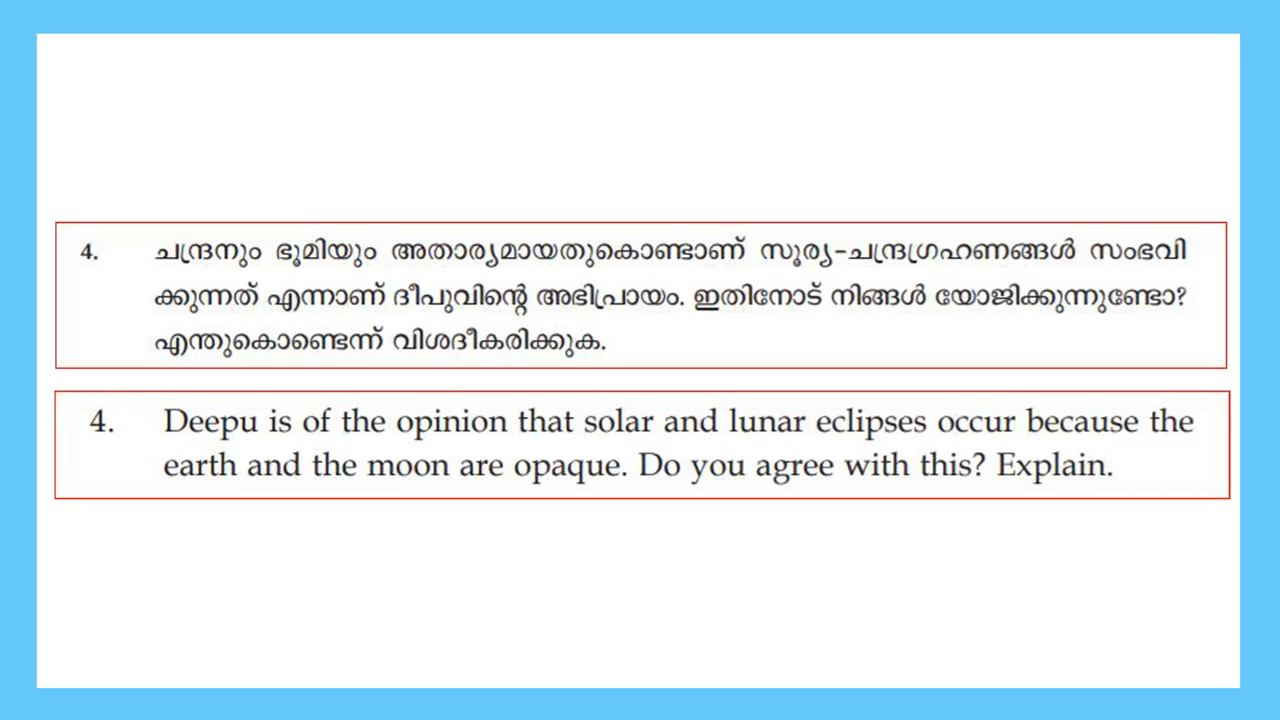 4. ചന്ദ്രനും ഭൂമിയും അതാര്യമായതുകൊണ്ടാണ് സൂര്യ-ചന്ദ്രഗ്രഹണങ്ങൾ സംഭവി
ക്കുന്നത് എന്നാണ് ദീപുവിന്റെ അഭിപ്രായം. ഇതിനോട് നിങ്ങൾ യോജിക്കുന്നുണ്ടോ?
എന്തുകൊണ്ടെന്ന് വിശദീകരിക്കുക.
4. Deepu is of the opinion that solar and lunar eclipses occur because the
earth and the moon are opaque. Do you agree with this? Explain.